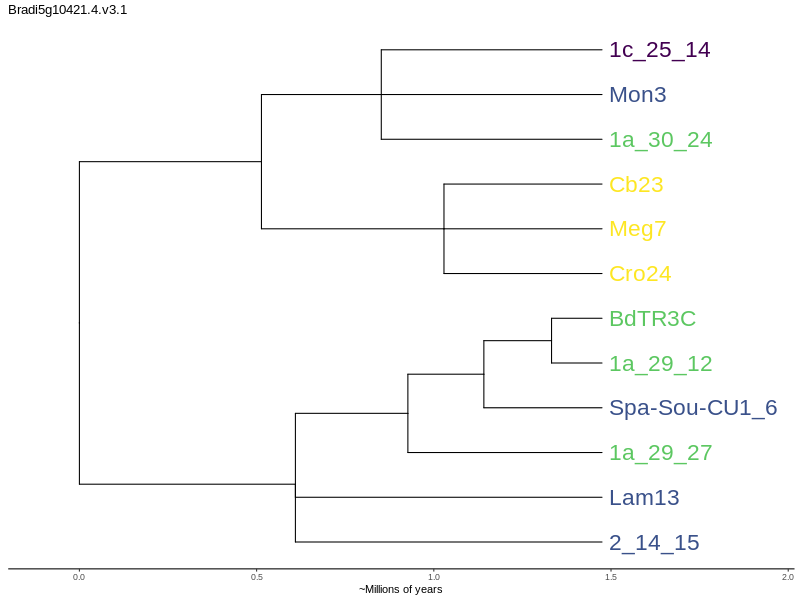 Bradi5g10421.4.v3.1
1c_25_14
Mon3
1a_30_24
Cb23
Meg7
Cro24
BdTR3C
1a_29_12
Spa-Sou-CU1_6
1a_29_27
Lam13
2_14_15
0.0 0.5 1.0 1.5 2.0
~Millions of years